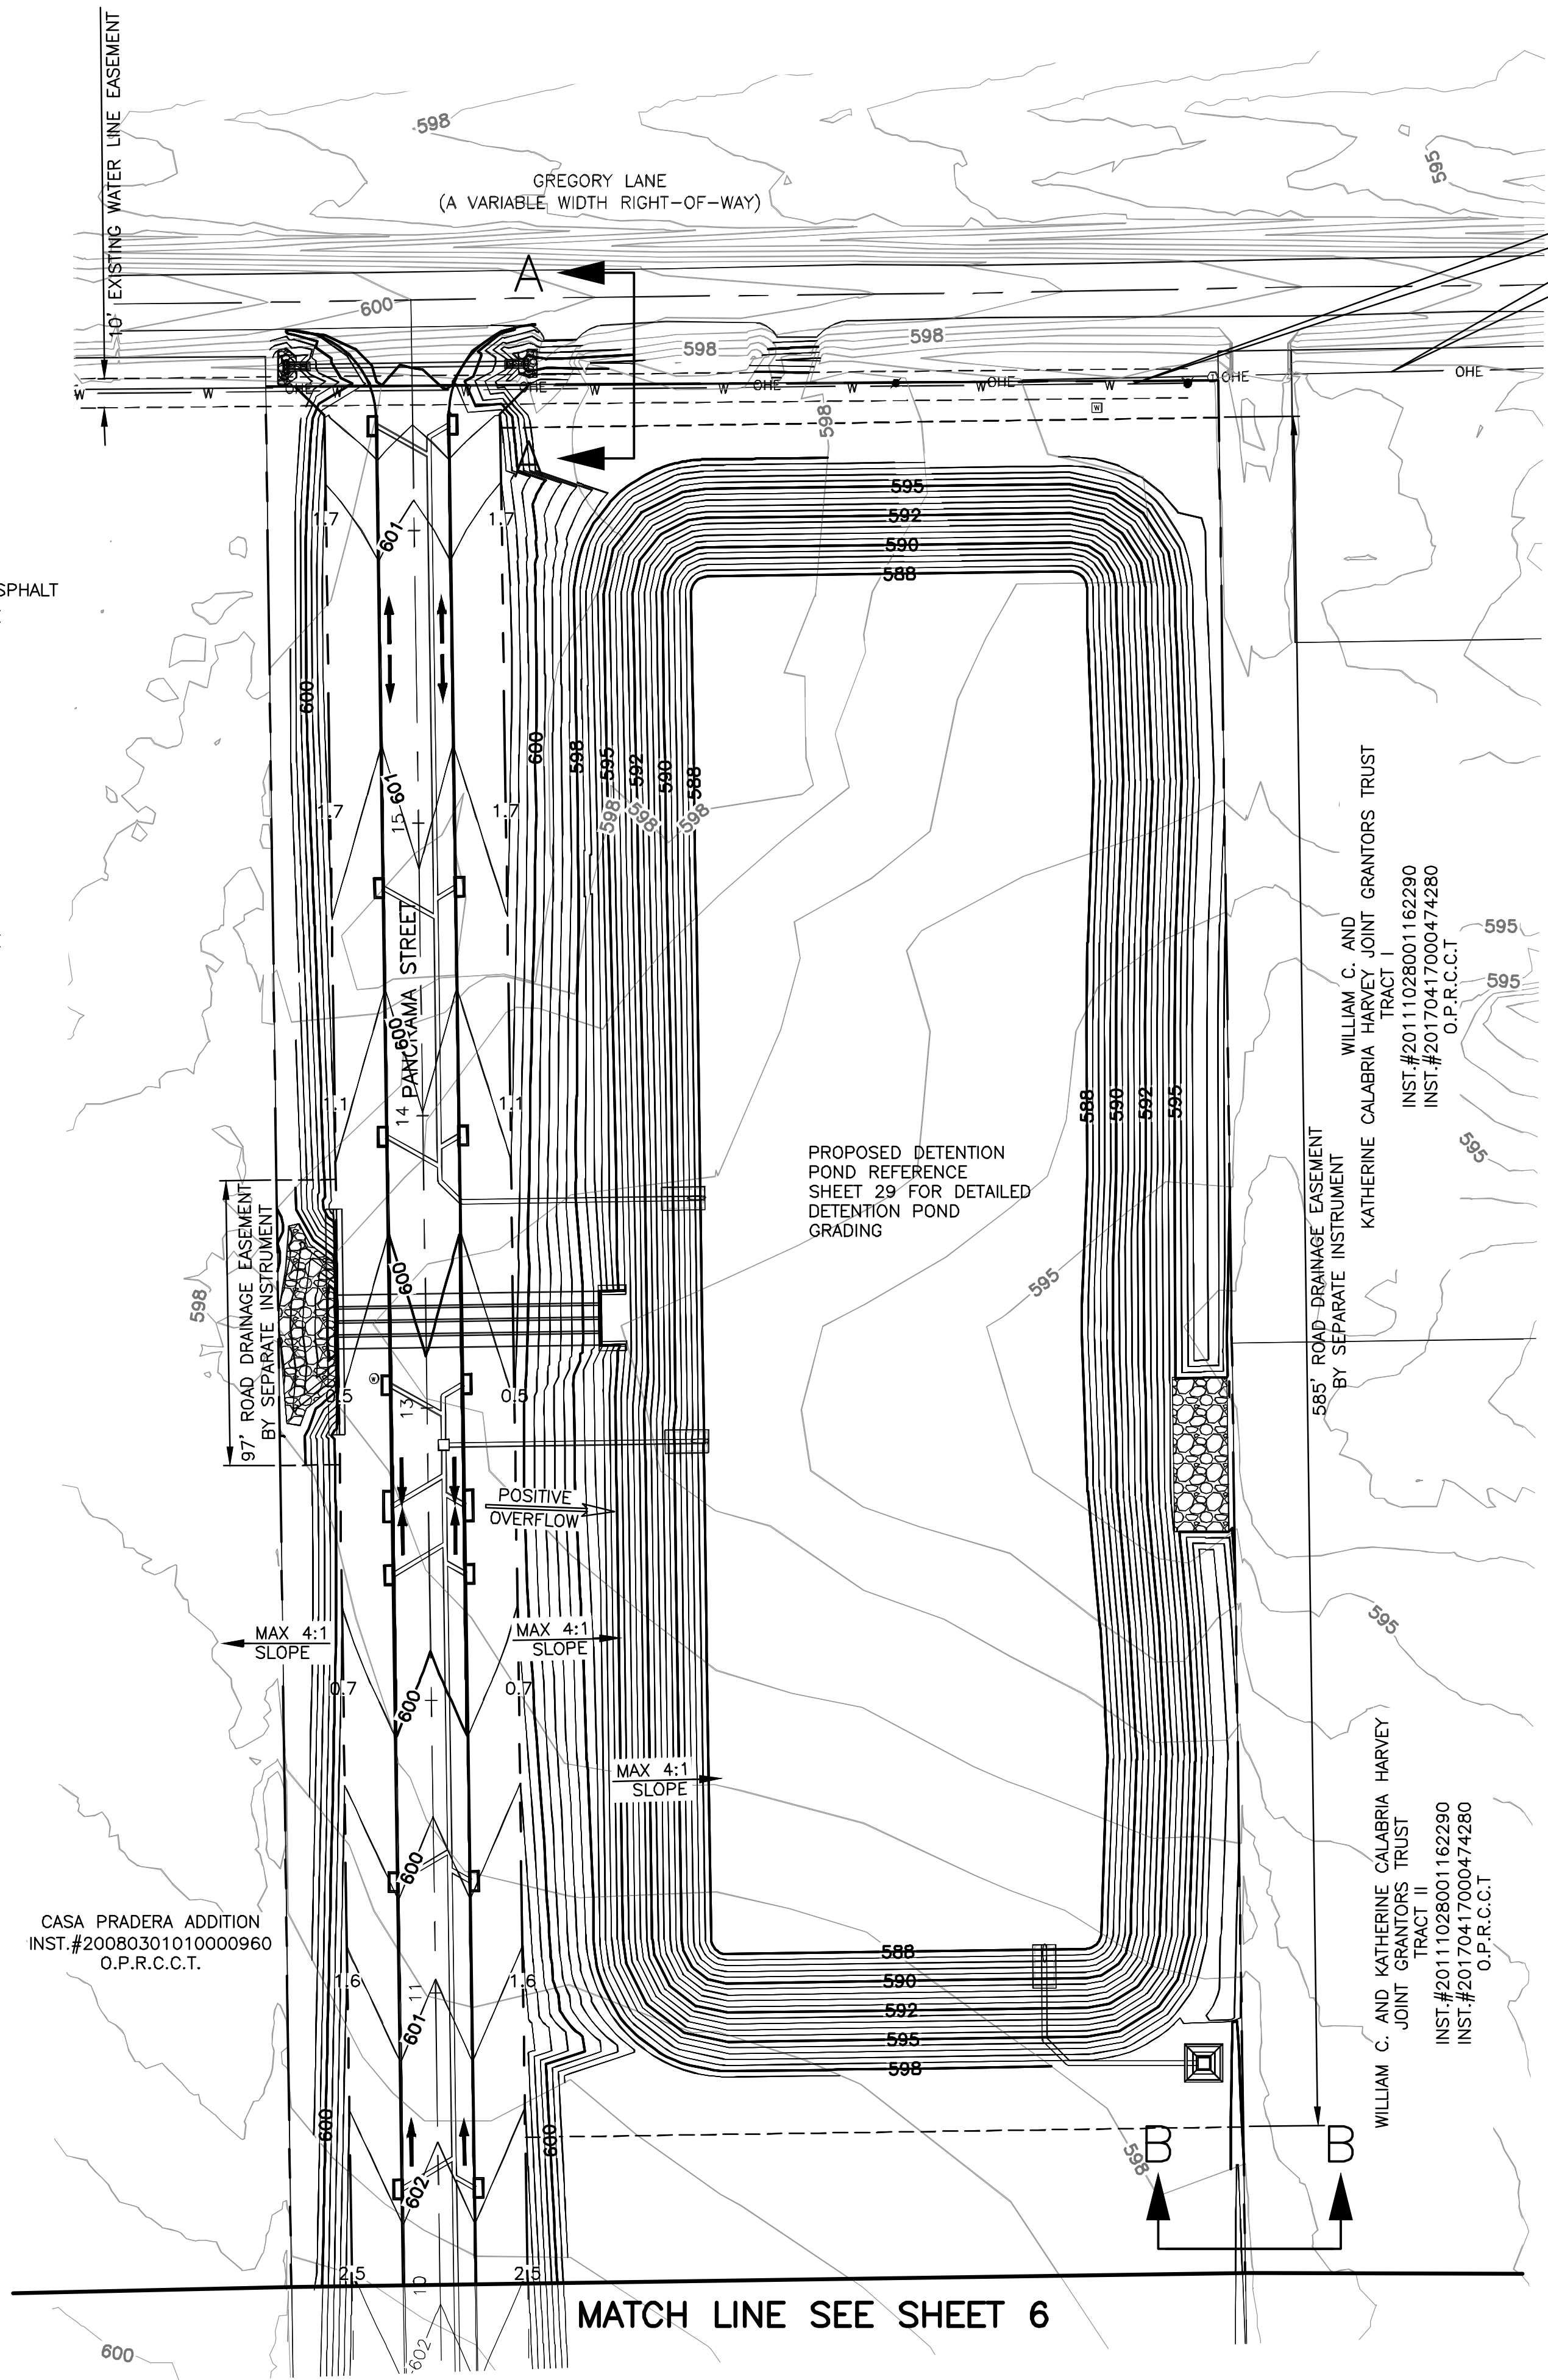 10' EXISTING WATER LINE EASEMENT
598
GREGORY LANE
(A VARIABLE WIDTH RIGHT-OF-WAY)
595
A
600
598
598
W
W
OHE
W
W
OHE
W
W
OHE
W
W
OHE
W
OHE
OHE
W
598
A
595
592
590
588
1.7
1.7
601
SPHALT
600
600
598
595
592
590
588
601
15
1.7
1.7
598
598
598
PANORAMA STREET
600
14
1.1
1.1
588
590
592
595
WILLIAM C. AND
KATHERINE CALABRIA HARVEY JOINT GRANTORS TRUST
TRACT I
INST.#20111028001162290
INST.#20170417000474280
O.P.R.C.C.T
595
595
595
PROPOSED DETENTION
POND REFERENCE
SHEET 29 FOR DETAILED
DETENTION POND
GRADING
97' ROAD DRAINAGE EASEMENT
BY SEPARATE INSTRUMENT
598
600
595
585' ROAD DRAINAGE EASEMENT
BY SEPARATE INSTRUMENT
W
0.5
0.5
13
POSITIVE
OVERFLOW
MAX 4:1
SLOPE
MAX 4:1
SLOPE
595
0.7
0.7
600
MAX 4:1
SLOPE
600
CASA PRADERA ADDITION
INST.#20080301010000960
O.P.R.C.C.T.
WILLIAM C. AND KATHERINE CALABRIA HARVEY
JOINT GRANTORS TRUST
TRACT II
INST.#20111028001162290
INST.#20170417000474280
O.P.R.C.C.T
588
590
592
595
598
1.6
1.6
11
601
600
600
598
B
B
602
2.5
2.5
10
MATCH LINE SEE SHEET 6
602
600